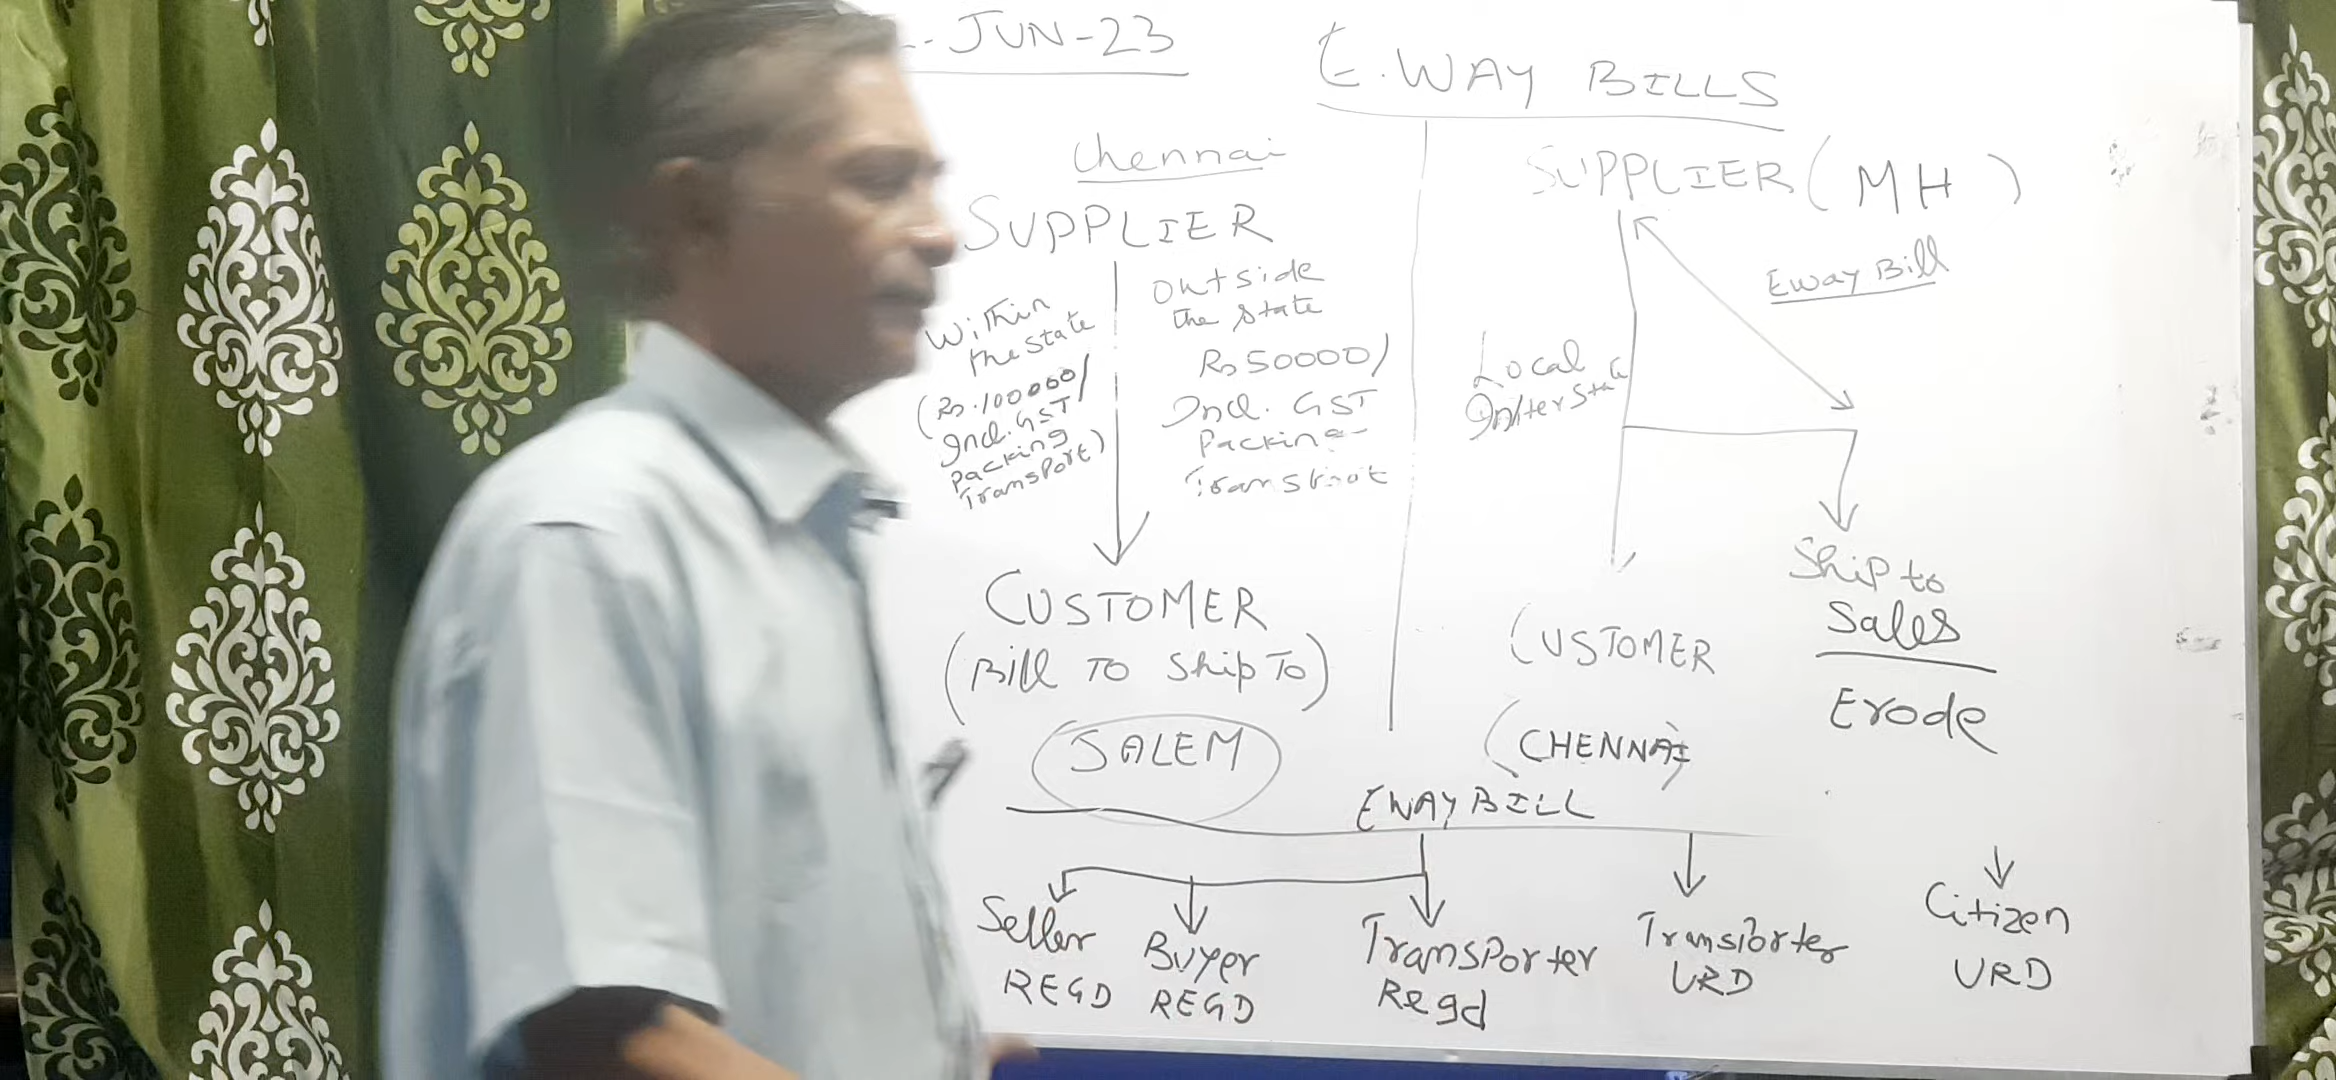 -JUN-23
E.WAY BILLS
Chennai
SUPPLIER
Within
the State
(Rs.100000/
Incl. GST
Packing
Transport)
Outside
the State
Rs 50000/
Incl. GST
Packing
Transport
CUSTOMER
(Bill TO Ship To)
SALEM
SUPPLIER (MH)
Eway Bill
Local
Inter State
Ship to
Sales
Erode
CUSTOMER
(CHENNAI)
EWAY BILL
Seller
REGD
Buyer
REGD
Transporter
Regd
Transporter
URD
Citizen
URD